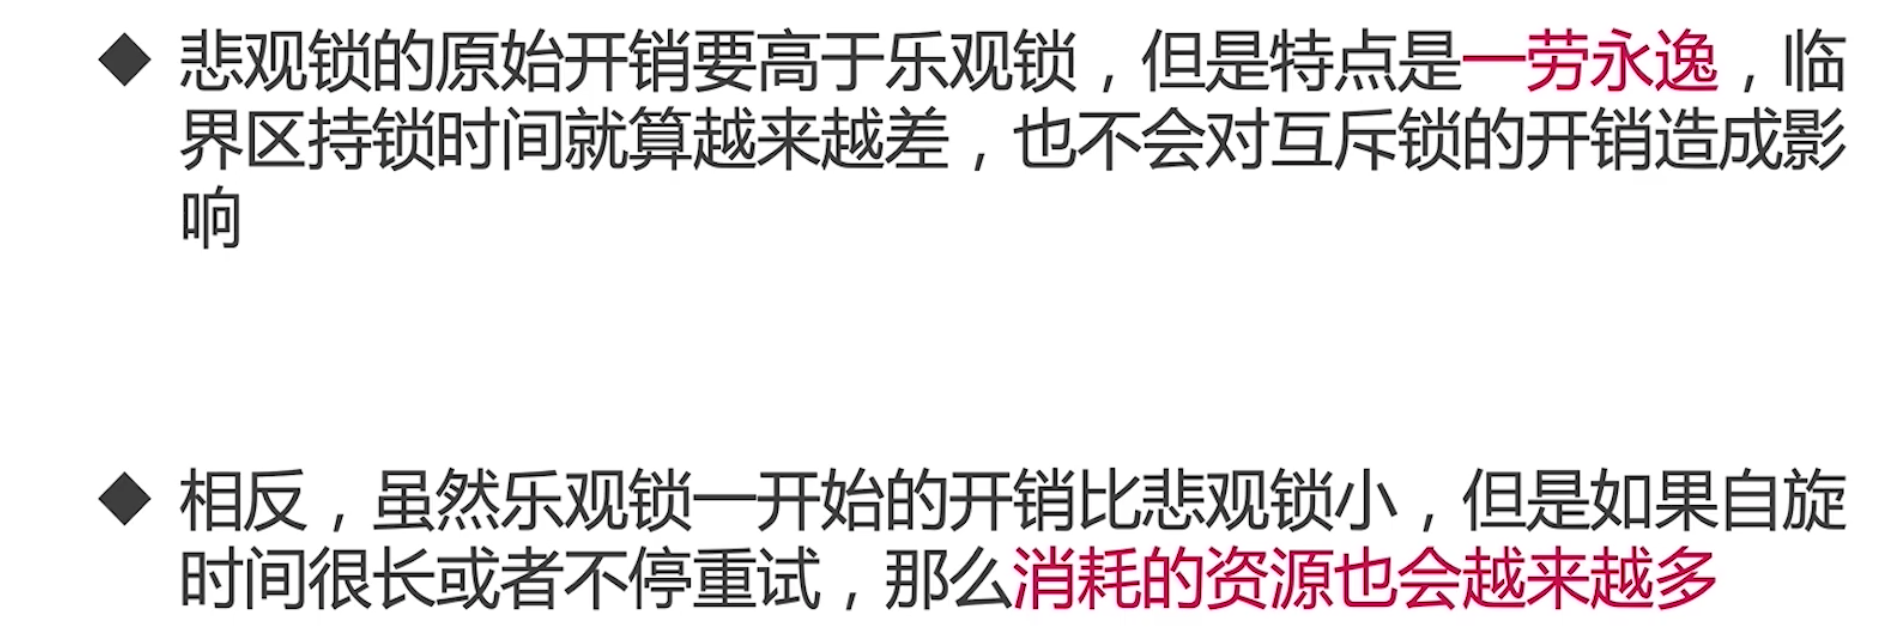 悲观锁的原始开销要高于乐观锁，但是特点是一劳永逸，临
界区持锁时间就算越来越差，也不会对互斥锁的开销造成影
响
相反，虽然乐观锁一开始的开销比悲观锁小，但是如果自旋
时间很长或者不停重试，那么消耗的资源也会越来越多